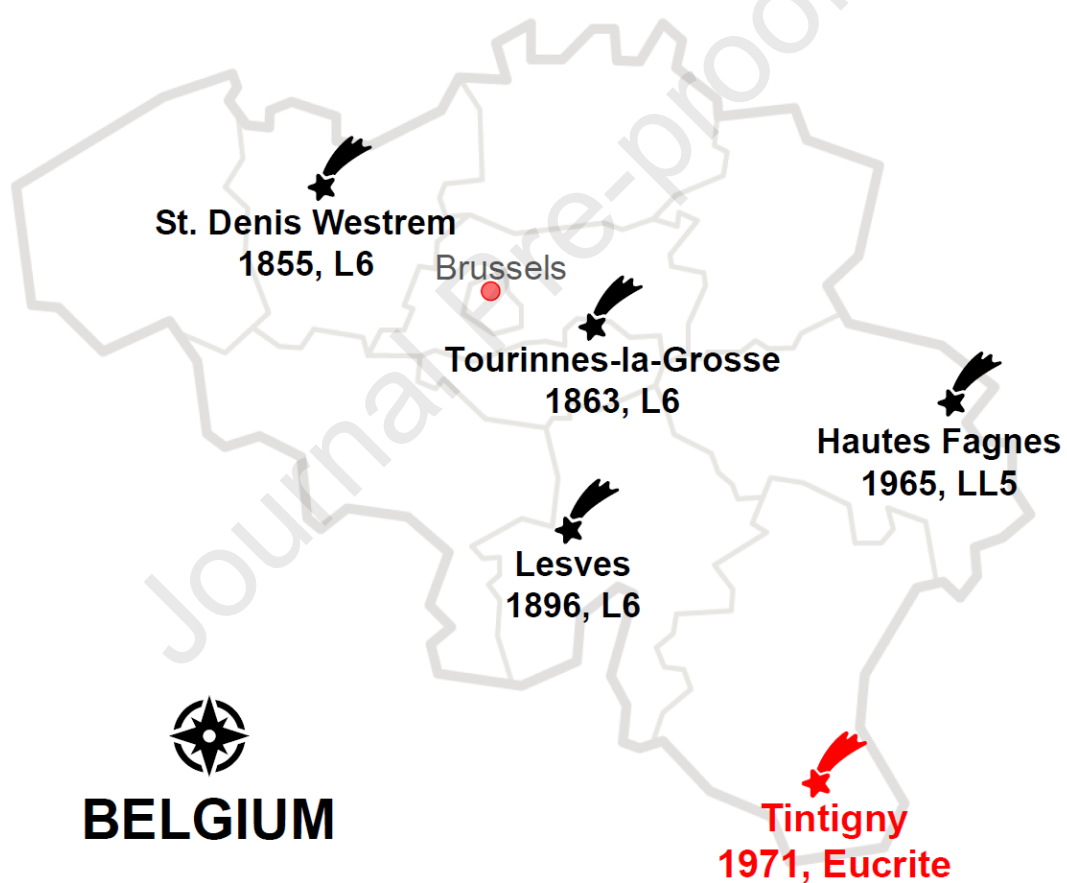 Journal Pre-proo
St. Denis Westrem
1855, L6
Brussels
Tourinnes-la-Grosse
1863, L6
Hautes Fagnes
1965, LL5
Lesves
1896, L6
BELGIUM
Tintigny
1971, Eucrite